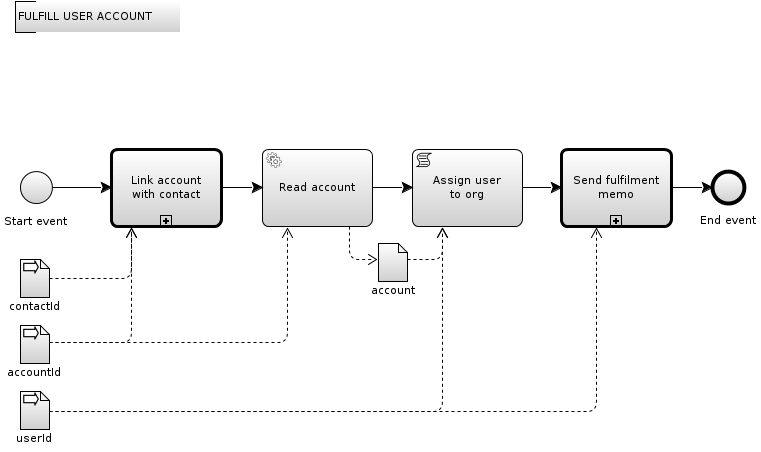 FULFILL USER ACCOUNT
Link account
with contact
Read account
Assign user
to org
Send fulfilment
memo
Start event
End event
contactId
account
accountId
userId